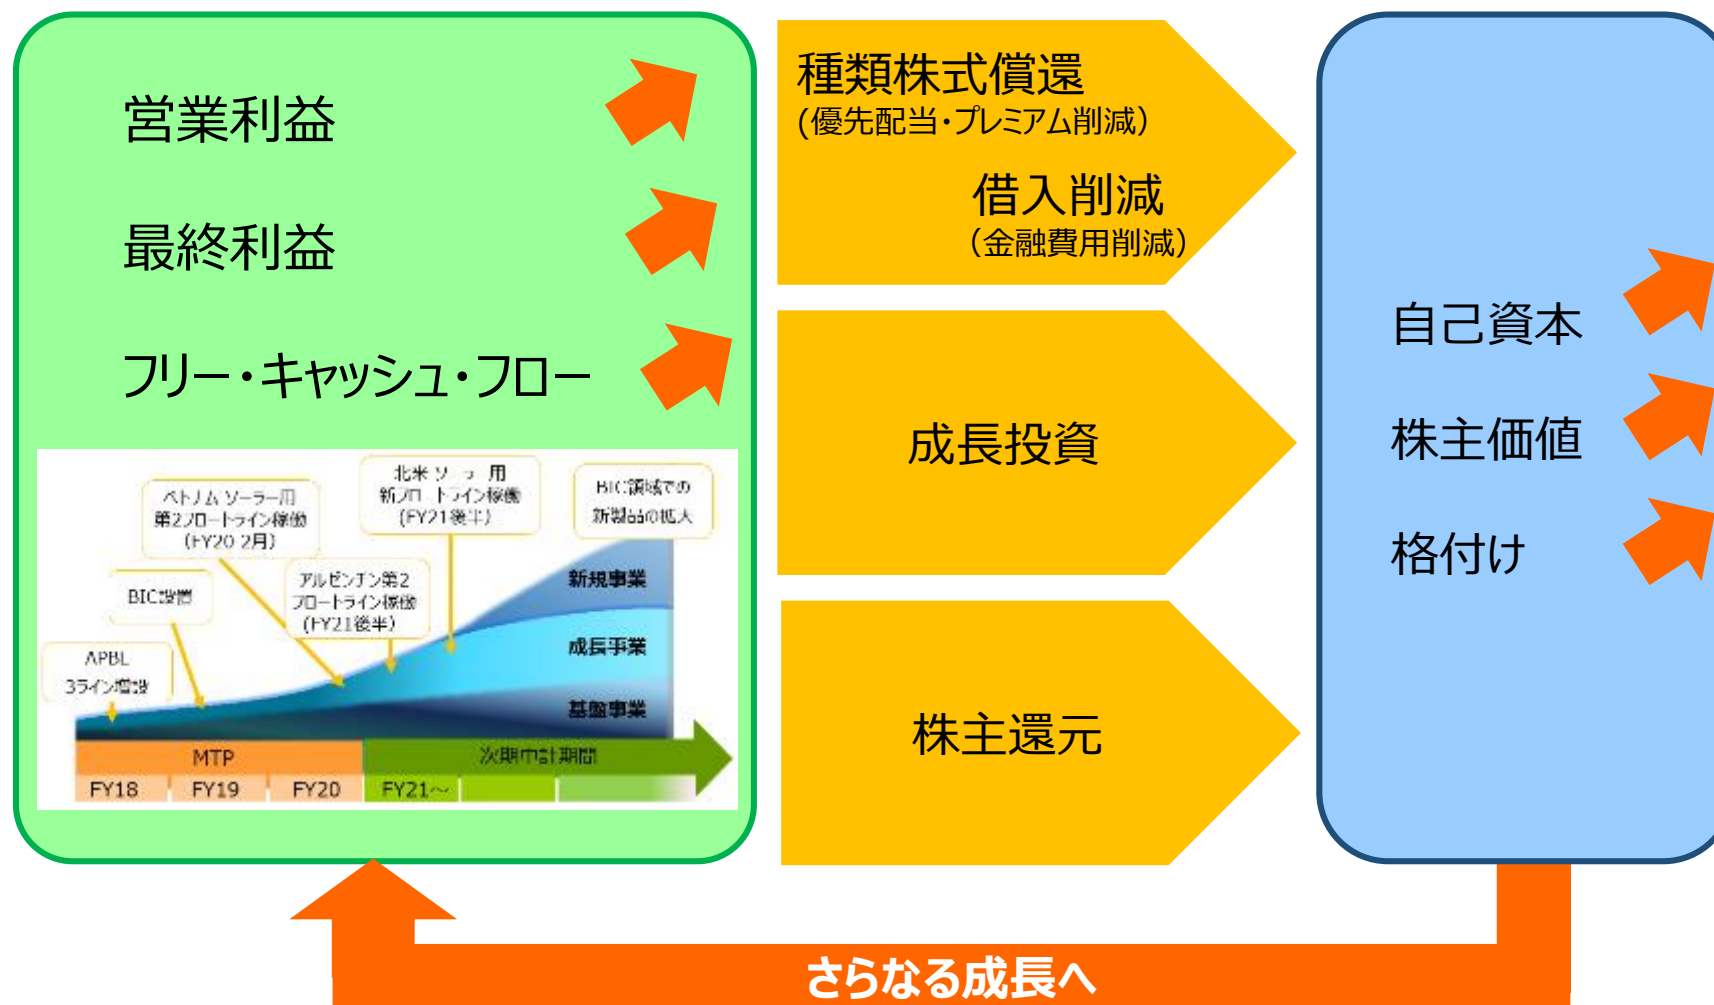 営業利益
最終利益
フリー・キャッシュ・フロー
北米 ソーラー用
新フロートライン稼働
(FY21後半)
BIC領域での
新製品の拡大
ベトナム ソーラー用
第2フロートライン稼働
(FY20 2月)
アルゼンチン第2
フロートライン稼働
(FY21後半)
BIC設置
APBL
3ライン増設
新規事業
成長事業
基盤事業
MTP
次期中計期間
FY18
FY19
FY20
FY21～
種類株式償還
(優先配当・プレミアム削減)
借入削減
(金融費用削減)
成長投資
株主還元
自己資本
株主価値
格付け
さらなる成長へ